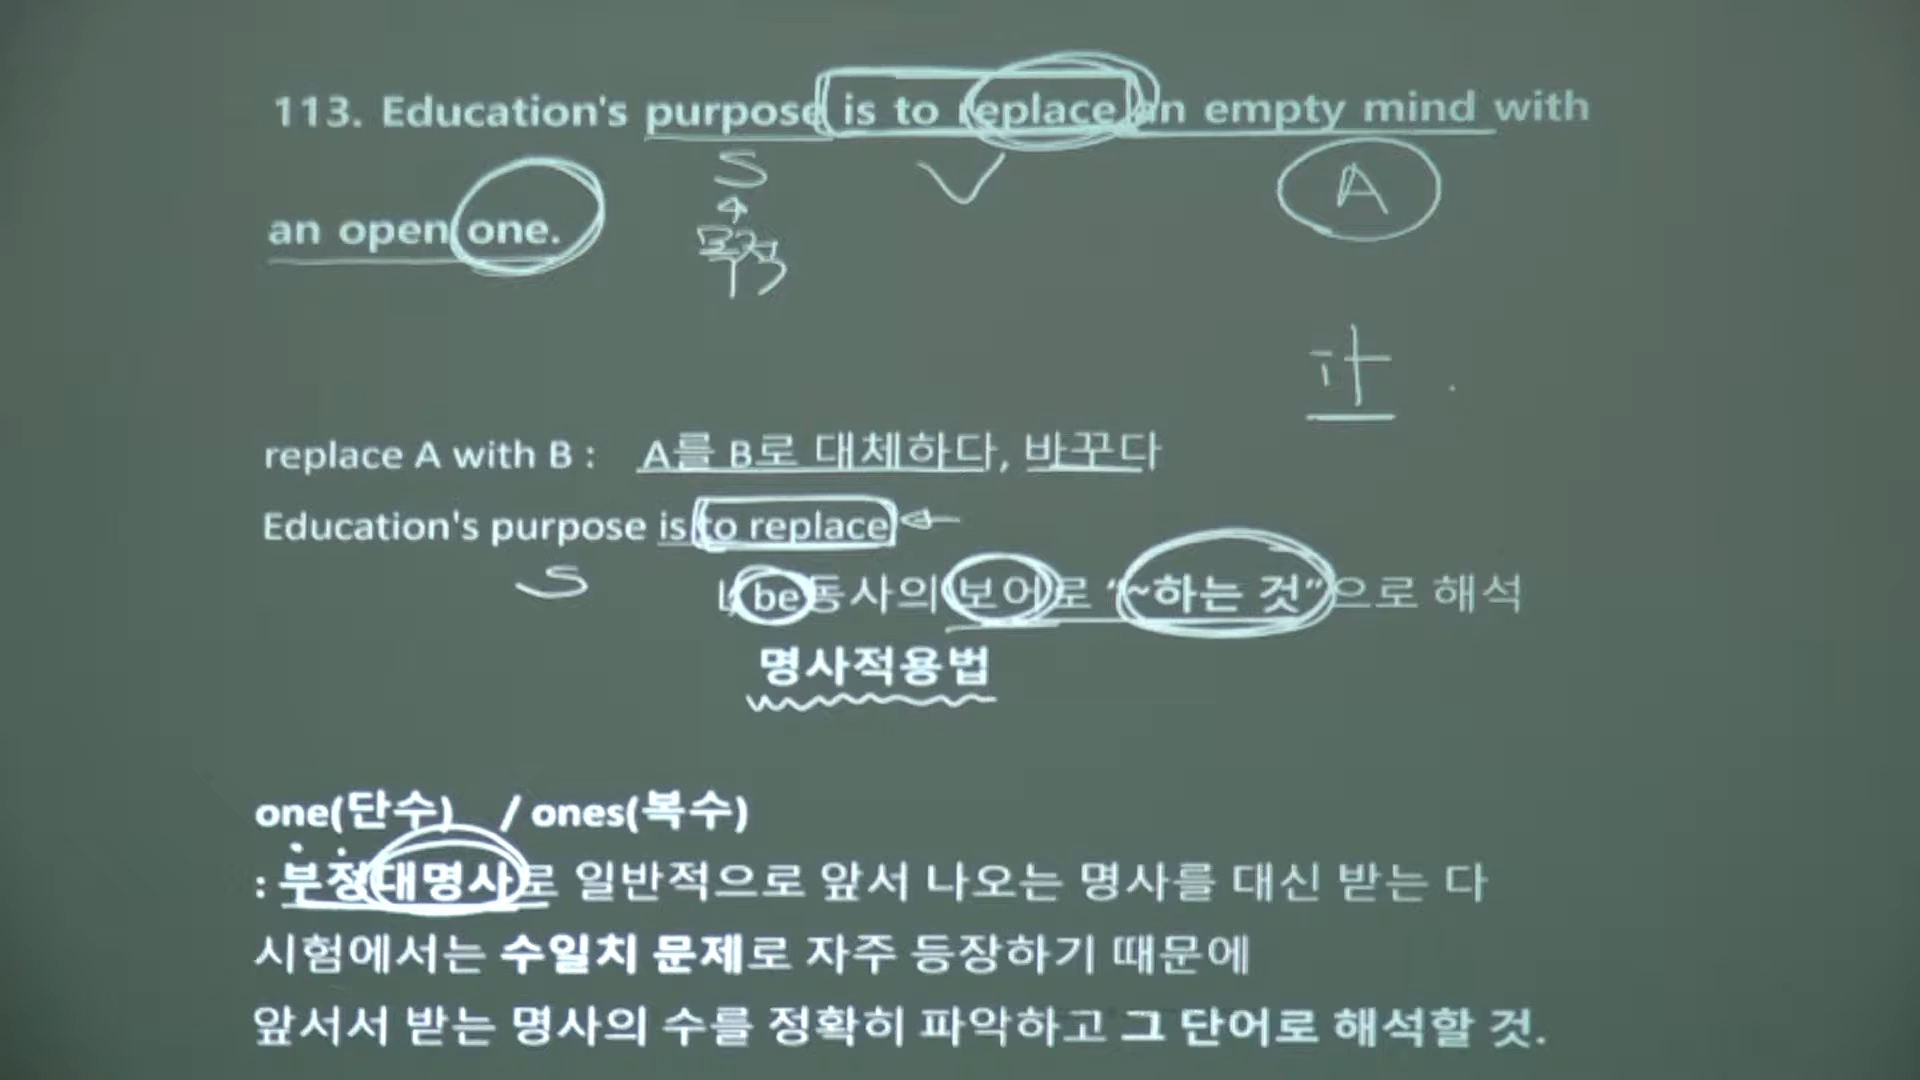 113. Education's purpose is to replace an empty mind with
S
V
A
an open one.
replace A with B : A를 B로 대체하다, 바꾸다
Education's purpose is to replace
S
be동사의 보어로 “~하는 것”으로 해석
명사적용법
one(단수) / ones(복수)
: 부정대명사로 일반적으로 앞서 나오는 명사를 대신 받는 다
시험에서는 수일치 문제로 자주 등장하기 때문에
앞서서 받는 명사의 수를 정확히 파악하고 그 단어로 해석할 것.